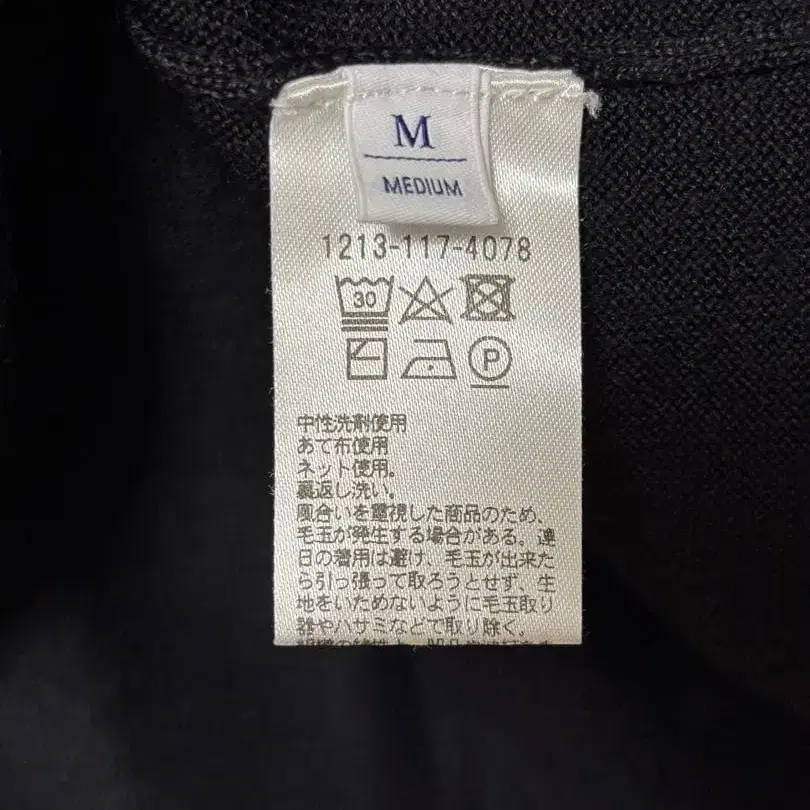 M
MEDIUM
1213-117-4078
30
P
中性洗剤使用
あて布使用
ネット使用。
裏返し洗い。
風合いを重視した商品のため、
毛玉が発生する場合がある。連
日の着用は避け、毛玉が出来た
ら引っ張って取ろうとせず、生
地をいためないように毛玉取り
器やハサミなどで取り除く。